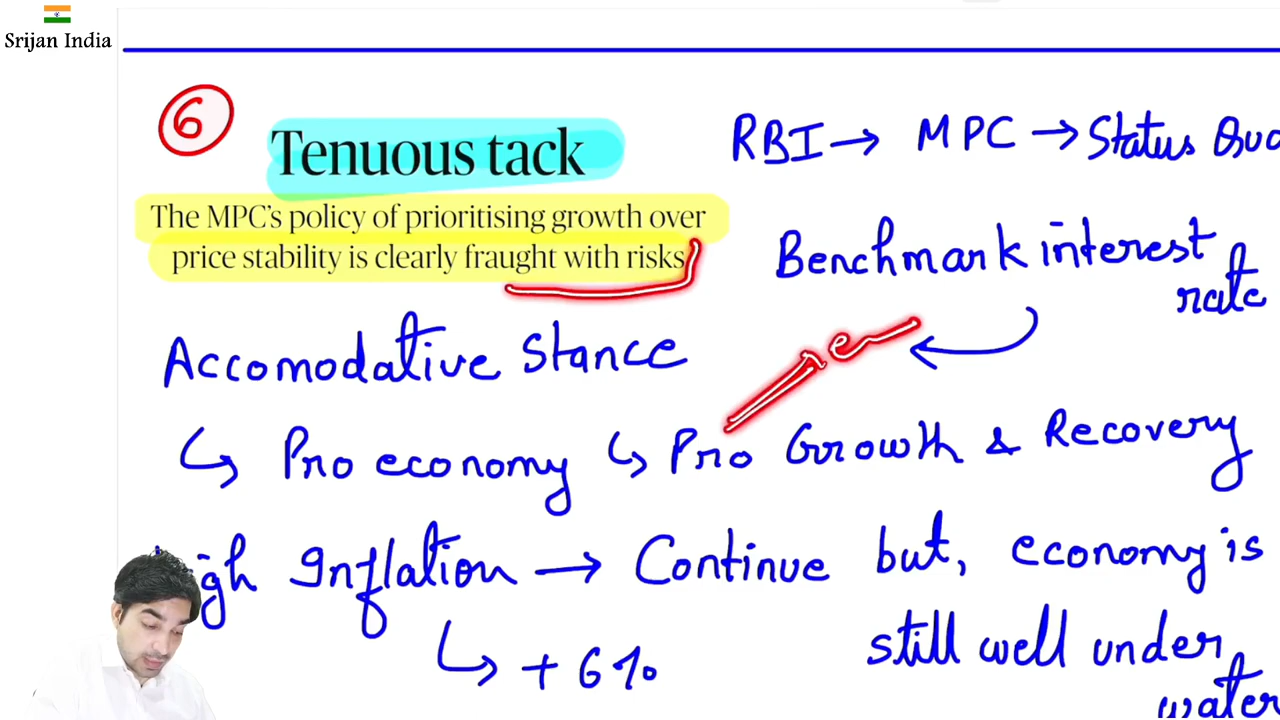 Srijan India
6
Tenuous tack
The MPC's policy of prioritising growth over
price stability is clearly fraught with risks
RBI → MPC → Status Quo
Benchmark interest
rate
Accomodative Stance
↳ Pro economy ↳ Pro Growth & Recovery
High Inflation → Continue but, economy is
↳ + 6%
still well under
water